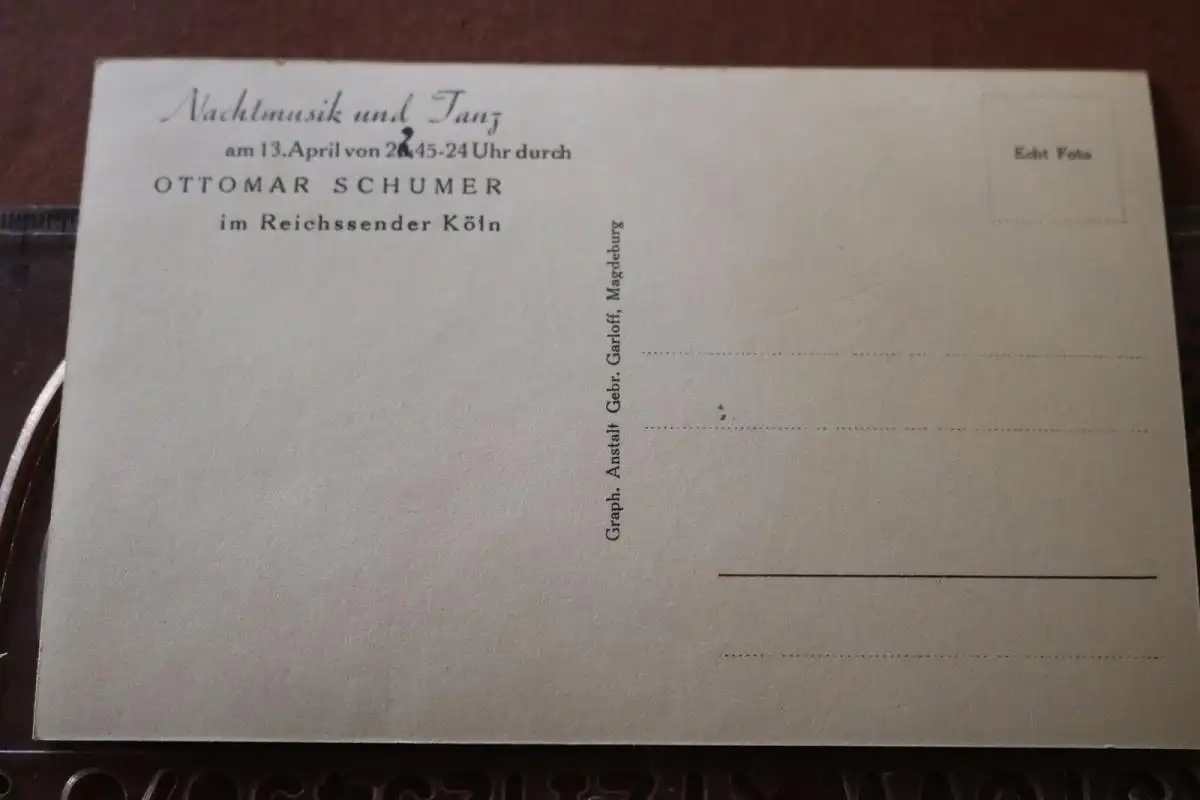 Nachtmusik und Tanz
am 13. April von 22.45-24 Uhr durch
OTTOMAR SCHUMER
im Reichssender Köln
Echt Foto
Graph. Anstalt Gebr. Garloff, Magdeburg